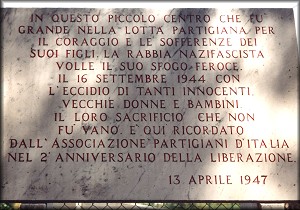 IN QUESTO PICCOLO CENTRO CHE FU'
GRANDE NELLA LOTTA PARTIGIANA PER
IL CORAGGIO E LE SOFFERENZE DEI
SUOI FIGLI, LA RABBIA NAZIFASCISTA
VOLLE IL SUO SFOGO FEROCE.
IL 16 SETTEMBRE 1944 CON
L'ECCIDIO DI TANTI INNOCENTI.
VECCHIE DONNE E BAMBINI.
IL LORO SACRIFICIO CHE NON
FU' VANO. E' QUI RICORDATO
DALL'ASSOCIAZIONE PARTIGIANI D'ITALIA
NEL 2° ANNIVERSARIO DELLA LIBERAZIONE.
13 APRILE 1947